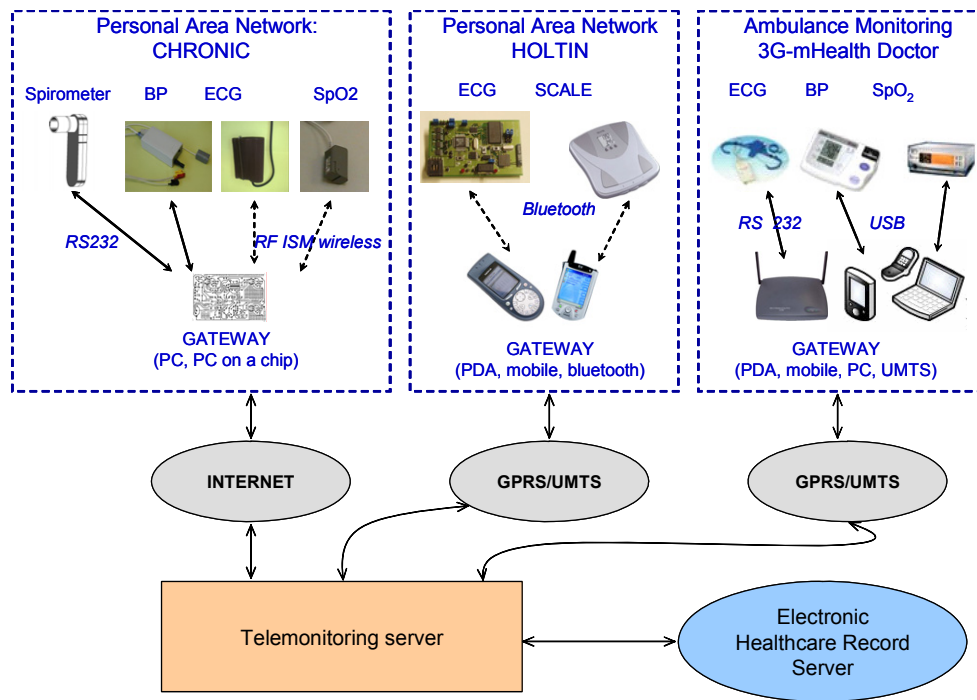 Personal Area Network:
CHRONIC
Spirometer BP ECG SpO2
RS232 RF ISM wireless
GATEWAY
(PC, PC on a chip)
Personal Area Network
HOLTIN
ECG SCALE
Bluetooth
GATEWAY
(PDA, mobile, bluetooth)
Ambulance Monitoring
3G-mHealth Doctor
ECG BP SpO₂
RS 232 USB
GATEWAY
(PDA, mobile, PC, UMTS)
INTERNET
GPRS/UMTS
GPRS/UMTS
Telemonitoring server
Electronic
Healthcare Record
Server